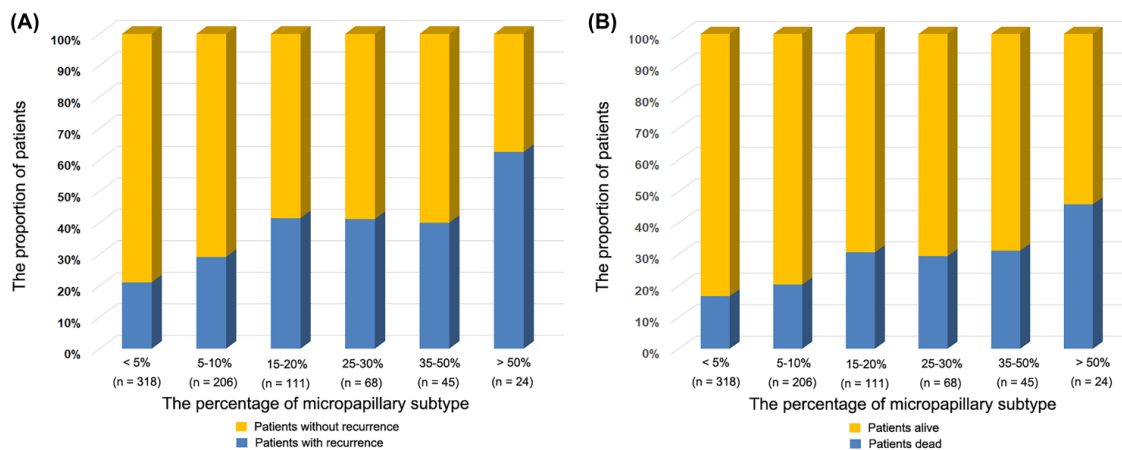 (A)
The proportion of patients
100%
90%
80%
70%
60%
50%
40%
30%
20%
10%
0%
< 5% 5-10% 15-20% 25-30% 35-50% > 50%
(n = 318) (n = 206) (n = 111) (n = 68) (n = 45) (n = 24)
The percentage of micropapillary subtype
Patients without recurrence
Patients with recurrence
(B)
The proportion of patients
100%
90%
80%
70%
60%
50%
40%
30%
20%
10%
0%
< 5% 5-10% 15-20% 25-30% 35-50% > 50%
(n = 318) (n = 206) (n = 111) (n = 68) (n = 45) (n = 24)
The percentage of micropapillary subtype
Patients alive
Patients dead